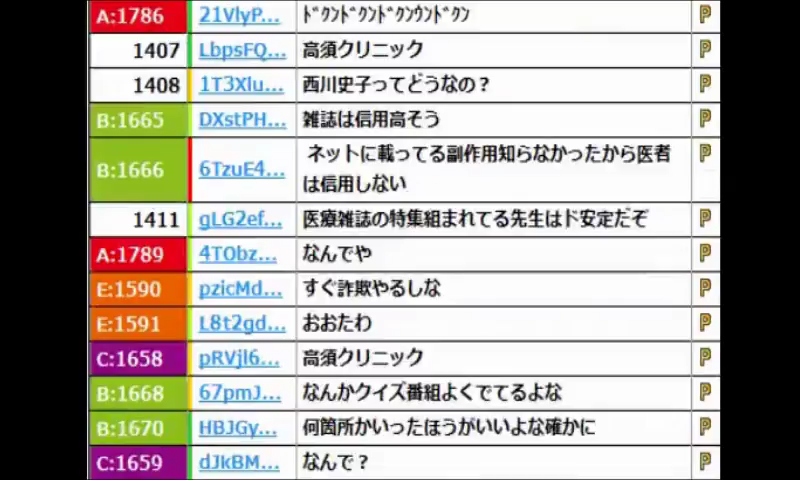 A:1786 21VlyP... ﾄﾞｸﾝﾄﾞｸﾝﾄﾞｸﾝｳﾝﾄﾞｸﾝ P
1407 LbpsFQ... 高須クリニック P
1408 1T3Xlu... 西川史子ってどうなの？ P
B:1665 DXstPH... 雑誌は信用高そう P
B:1666 6TzuE4... ネットに載ってる副作用知らなかったから医者 P
は信用しない
1411 gLG2ef... 医療雑誌の特集組まれてる先生はド安定だぞ P
A:1789 4TObz... なんでや P
E:1590 pzicMd... すぐ詐欺やるしな P
E:1591 L8t2gd... おおたわ P
C:1658 pRVjl6... 高須クリニック P
B:1668 67pmJ... なんかクイズ番組よくでてるよな P
B:1670 HBJGy... 何箇所かいったほうがいいよな確かに P
C:1659 dJkBM... なんで？ P